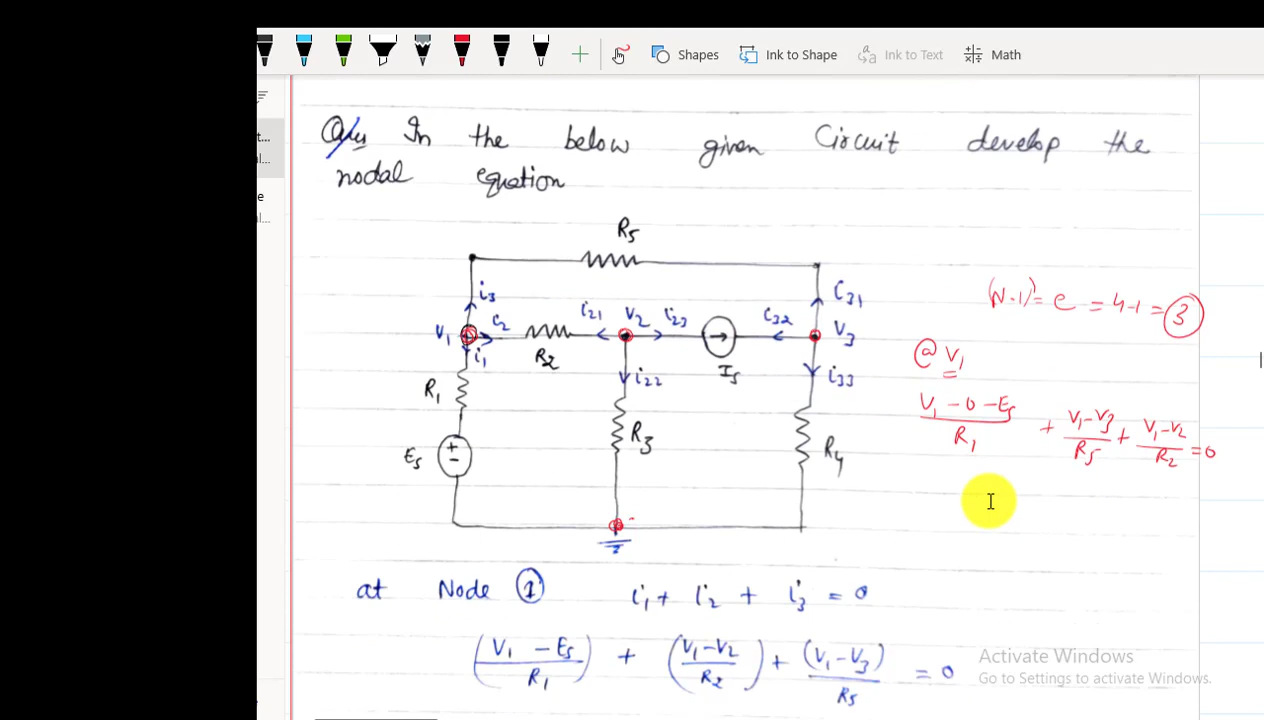 Shapes Ink to Shape Ink to Text Math
t...
al...
e
al...
Qus In the below given Circuit develop the
nodal equation
R5
i3 i21 V2 i23 i32 i31
V1 i2 V3
R2 Is
i1 i22 i33
R1 R3 R4
Es
+
−
(N-1) = e = 4-1 = 3
@ V1
(V1 - 0 - Es)/R1 + (V1-V3)/R5 + (V1-V2)/R2 = 0
at Node 1 i1 + i2 + i3 = 0
(V1 - Es / R1) + (V1-V2 / R2) + (V1-V3)/R5 = 0
Activate Windows
Go to Settings to activate Windows.